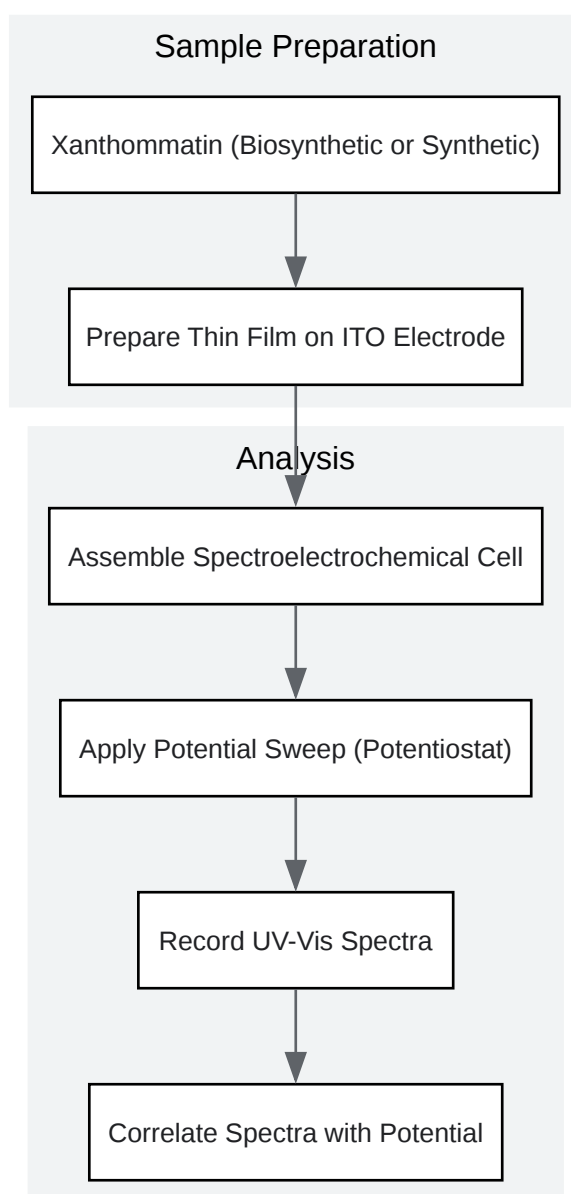 Sample Preparation
Xanthommatin (Biosynthetic or Synthetic)
Prepare Thin Film on ITO Electrode
Analysis
Assemble Spectroelectrochemical Cell
Apply Potential Sweep (Potentiostat)
Record UV-Vis Spectra
Correlate Spectra with Potential